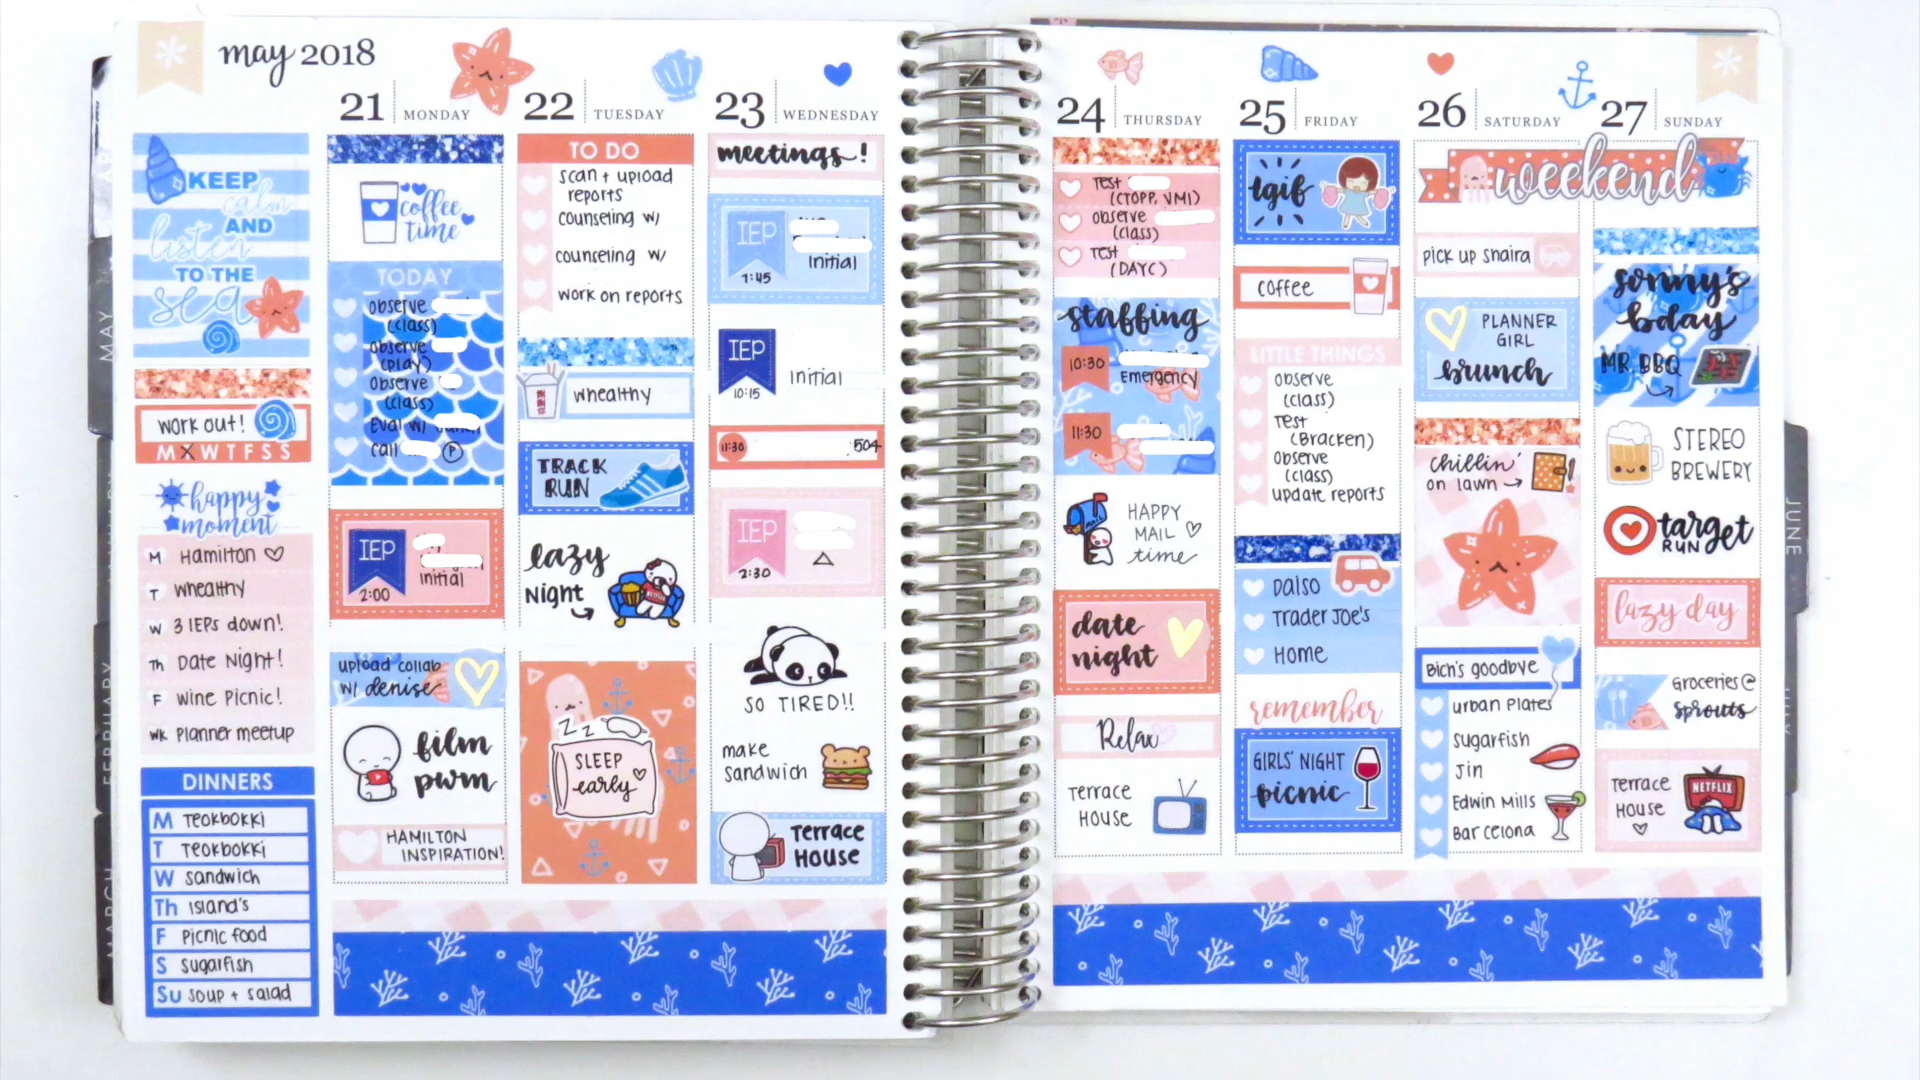 may 2018
KEEP
calm
AND
listen
TO THE
sea
work out!
M X W T F S S
happy
moment
M Hamilton ♡
T whealthy
W 3 IEPs down!
Th Date Night!
F Wine Picnic!
WK Planner meetup
DINNERS
M Teokbokki
T Teokbokki
W sandwich
Th Island's
F Picnic food
S sugarfish
Su soup + salad
21 MONDAY
coffee
time
TODAY
observe
(class)
observe
(play)
observe
(class)
Eval w/
call P
IEP
initial
2:00
upload collab
w/ denise
film
pwm
HAMILTON
INSPIRATION!
22 TUESDAY
TO DO
scan + upload
reports
counseling w/
counseling w/
work on reports
whealthy
TRACK
RUN
lazy
Night
NETFLIX
Z Z Z
SLEEP
early ♡
23 WEDNESDAY
meetings!
IEP
Initial
7:45
IEP
Initial
10:15
11:30 504
IEP
△
2:30
SO TIRED!!
make
sandwich
Terrace
House
24 THURSDAY
Test
(CTOPP, VMI)
observe
(class)
Test
(DAYC)
staffing
10:30
Emergency
11:30
MAIL
HAPPY
MAIL ♡
time
date
night
Relax
Terrace
House
25 FRIDAY
tgif
coffee
LITTLE THINGS
observe
(class)
Test
(Bracken)
observe
(class)
update reports
Daiso
Trader Joe's
Home
remember
GIRLS' NIGHT
picnic
26 SATURDAY
weekend
pick up shaira
PLANNER
GIRL
brunch
chillin'
on lawn →
Bich's goodbye
urban Plates
sugarfish
Jin
Edwin Mills
Barcelona
27 SUNDAY
sonny's
bday
MR. BBQ
STEREO
BREWERY
target
RUN
lazy day
Groceries @
sprouts
Terrace
House
♡
NETFLIX
MAY
FEBRUARY
MARCH
JUNE